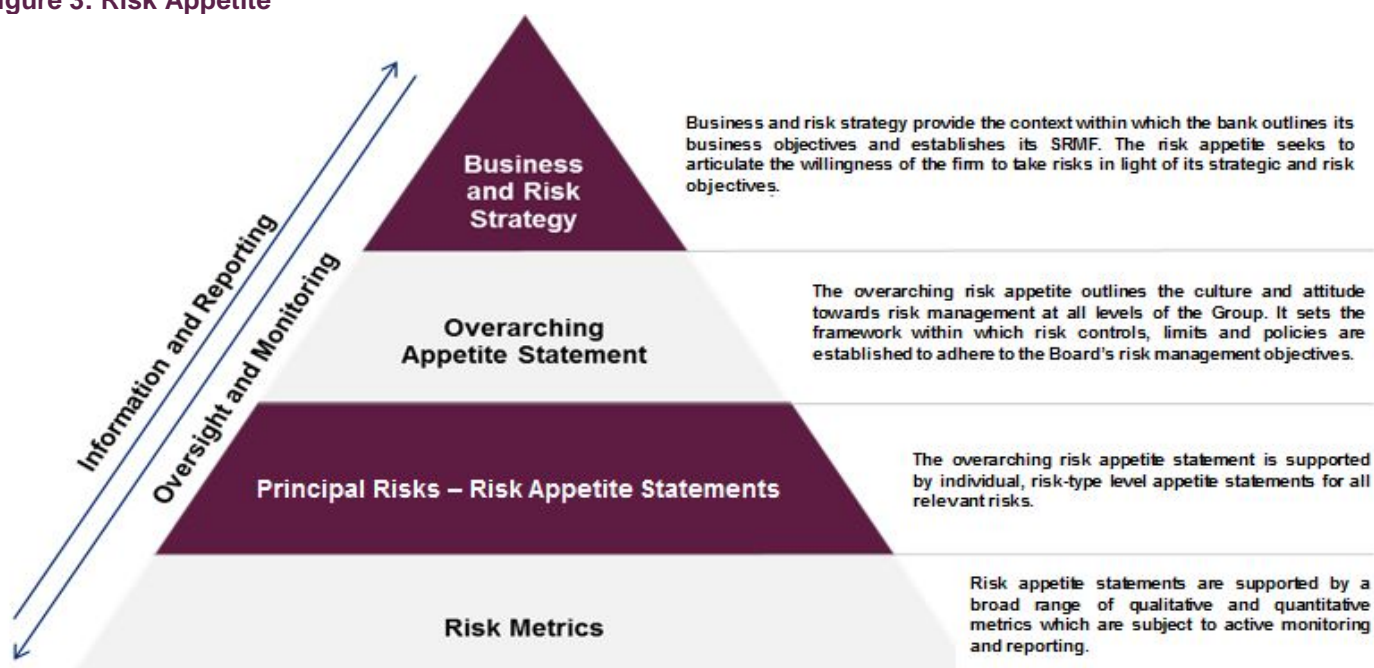 igure 3: Risk Appetite
Business
and Risk
Strategy
Business and risk strategy provide the context within which the bank outlines its
business objectives and establishes its SRMF. The risk appetite seeks to
articulate the willingness of the firm to take risks in light of its strategic and risk
objectives.
Information and Reporting
Oversight and Monitoring
Overarching
Appetite Statement
The overarching risk appetite outlines the culture and attitude
towards risk management at all levels of the Group. It sets the
framework within which risk controls, limits and policies are
established to adhere to the Board's risk management objectives.
Principal Risks – Risk Appetite Statements
The overarching risk appetite statement is supported
by individual, risk-type level appetite statements for all
relevant risks.
Risk Metrics
Risk appetite statements are supported by a
broad range of qualitative and quantitative
metrics which are subject to active monitoring
and reporting.